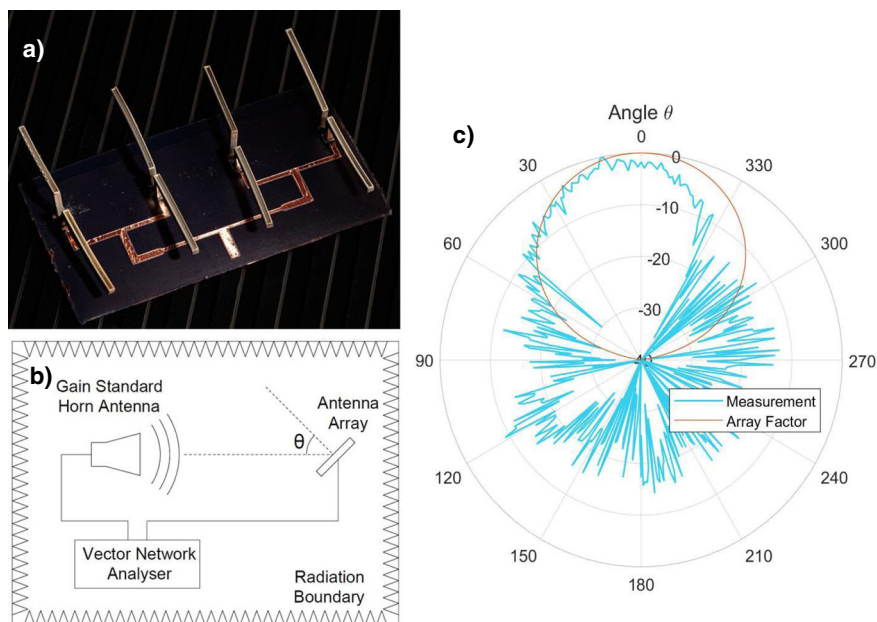 a)
b)
Gain Standard
Horn Antenna
Antenna
Array
θ
Vector Network
Analyser
Radiation
Boundary
c)
Angle θ
0
30
330
60
300
90
270
120
240
150
210
180
0
-10
-20
-30
Measurement
Array Factor